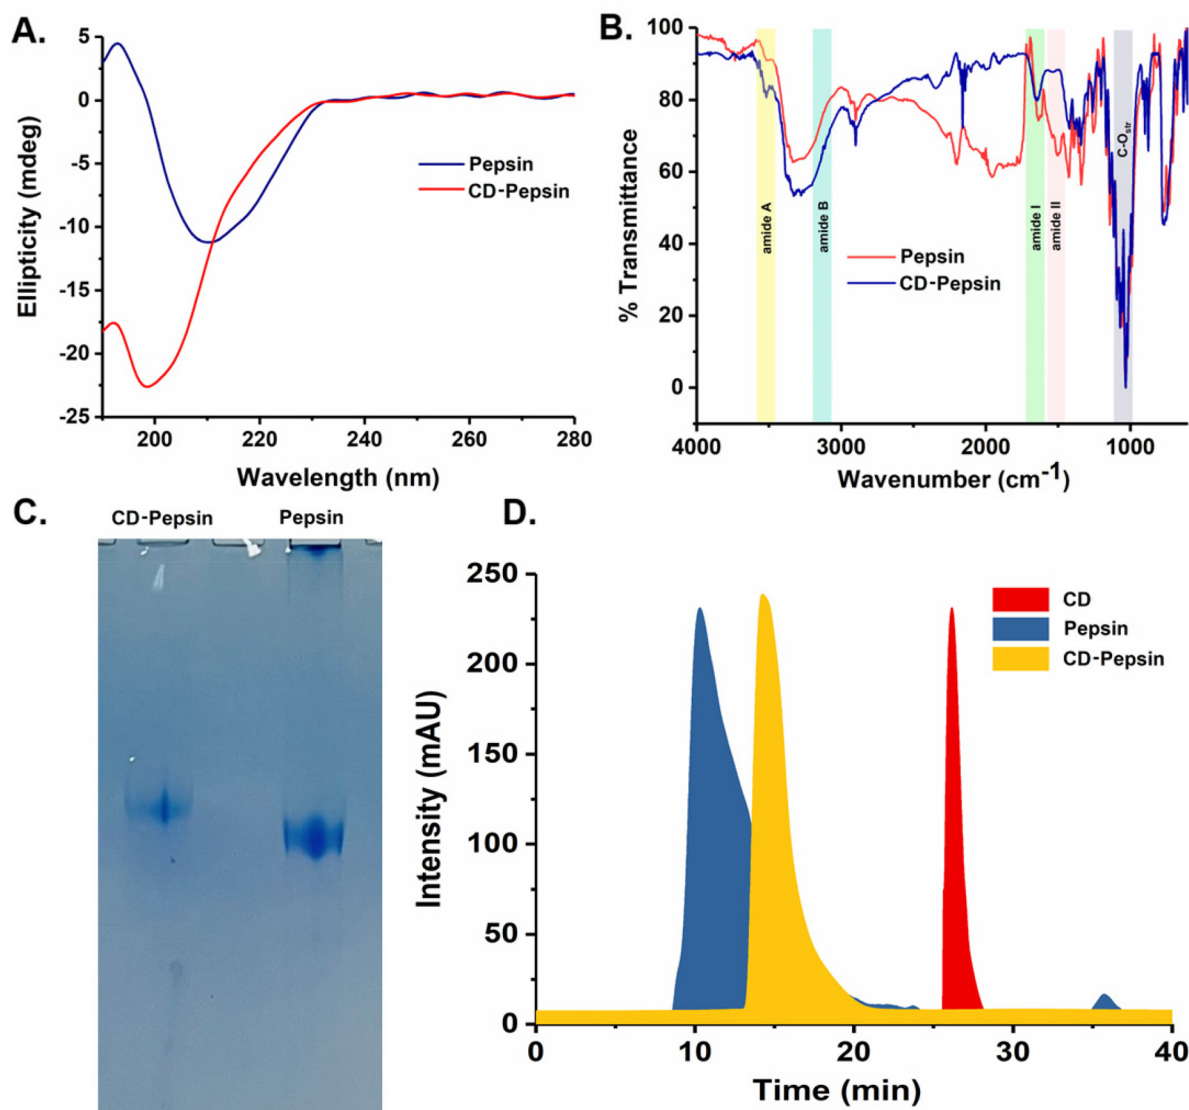 A.
5
0
-5
-10
-15
-20
-25
200
220
240
260
280
Ellipticity (mdeg)
Wavelength (nm)
Pepsin
CD-Pepsin
B.
100
80
60
40
20
0
4000
3000
2000
1000
% Transmittance
Wavenumber (cm-1)
amide A
amide B
amide I
amide II
C-Ostr
Pepsin
CD-Pepsin
C.
CD-Pepsin
Pepsin
D.
250
200
150
100
50
0
0
10
20
30
40
Intensity (mAU)
Time (min)
CD
Pepsin
CD-Pepsin